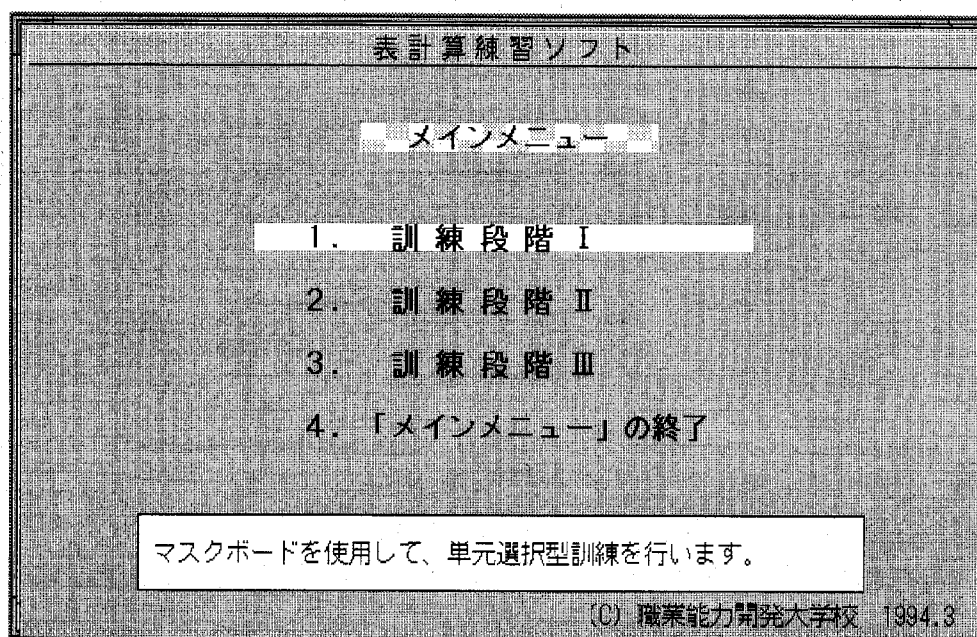 表計算練習ソフト
メインメニュー
1. 訓練段階 Ⅰ
2. 訓練段階 Ⅱ
3. 訓練段階 Ⅲ
4.「メインメニュー」の終了
マスクボードを使用して、単元選択型訓練を行います。
(C) 職業能力開発大学校 1994.3